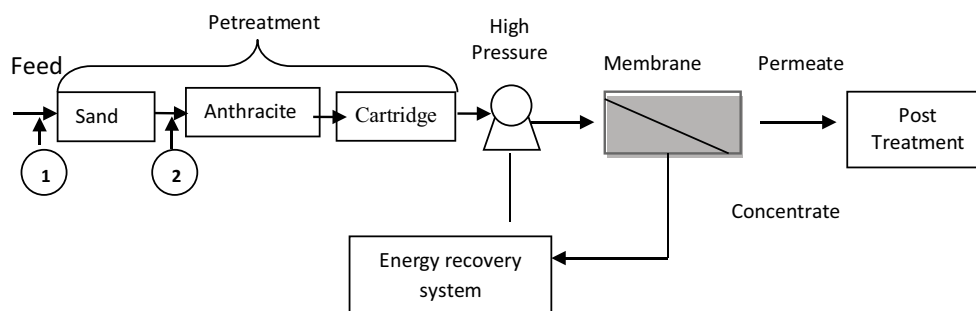 Petreatment
High
Pressure
Feed
Membrane
Permeate
Sand
Anthracite
Cartridge
Post
Treatment
1
2
Concentrate
Energy recovery
system